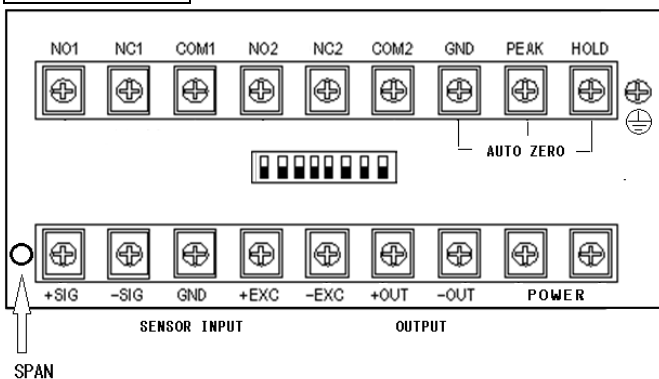 NO1 NC1 COM1 NO2 NC2 COM2 GND PEAK HOLD
AUTO ZERO
+SIG -SIG GND +EXC -EXC +OUT -OUT POWER
SENSOR INPUT OUTPUT
SPAN